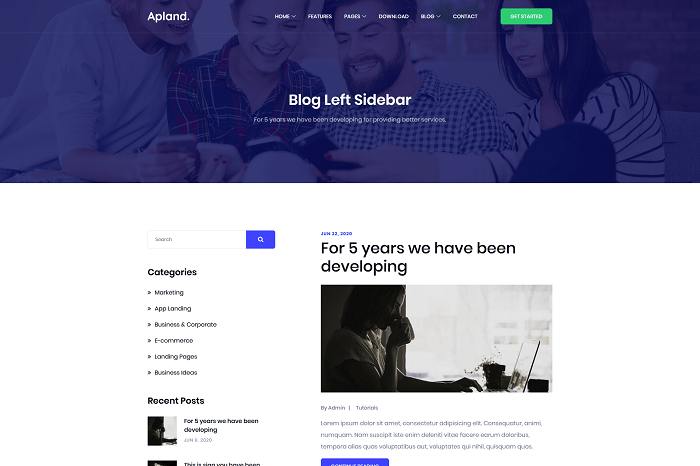 Apland.
HOME FEATURES PAGES DOWNLOAD BLOG CONTACT GET STARTED
Blog Left Sidebar
For 5 years we have been developing for providing better services.
Search
Categories
Marketing
App Landing
Business & Corporate
E-commerce
Landing Pages
Business Ideas
Recent Posts
For 5 years we have been
developing
JUN 8, 2020
This is sign you have been
JUN 22, 2020
For 5 years we have been
developing
By Admin | Tutorials
Lorem ipsum dolor sit amet, consectetur adipisicing elit. Consequatur, animi,
numquam. Nam suscipit iste enim deleniti vitae facere earum doloribus,
tempora alias quos voluptatibus aut, voluptates qui nihil, quisquam quos.
CONTINUE READING